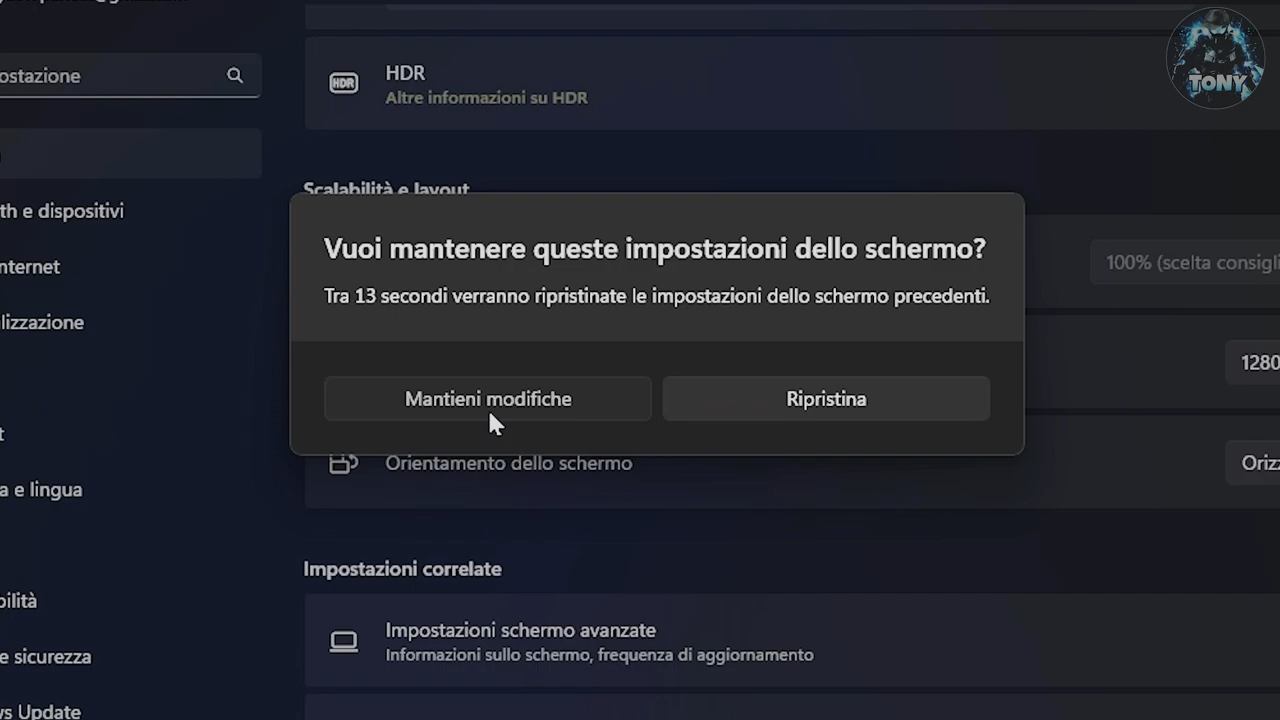 TONY
ostazione
HDR
HDR
Altre informazioni su HDR
Scalabilità e layout
th e dispositivi
nternet
lizzazione
t
a e lingua
bilità
e sicurezza
ws Update
Vuoi mantenere queste impostazioni dello schermo?
Tra 13 secondi verranno ripristinate le impostazioni dello schermo precedenti.
Mantieni modifiche
Ripristina
100% (scelta consigli
1280
Orientamento dello schermo
Orizz
Impostazioni correlate
Impostazioni schermo avanzate
Informazioni sullo schermo, frequenza di aggiornamento